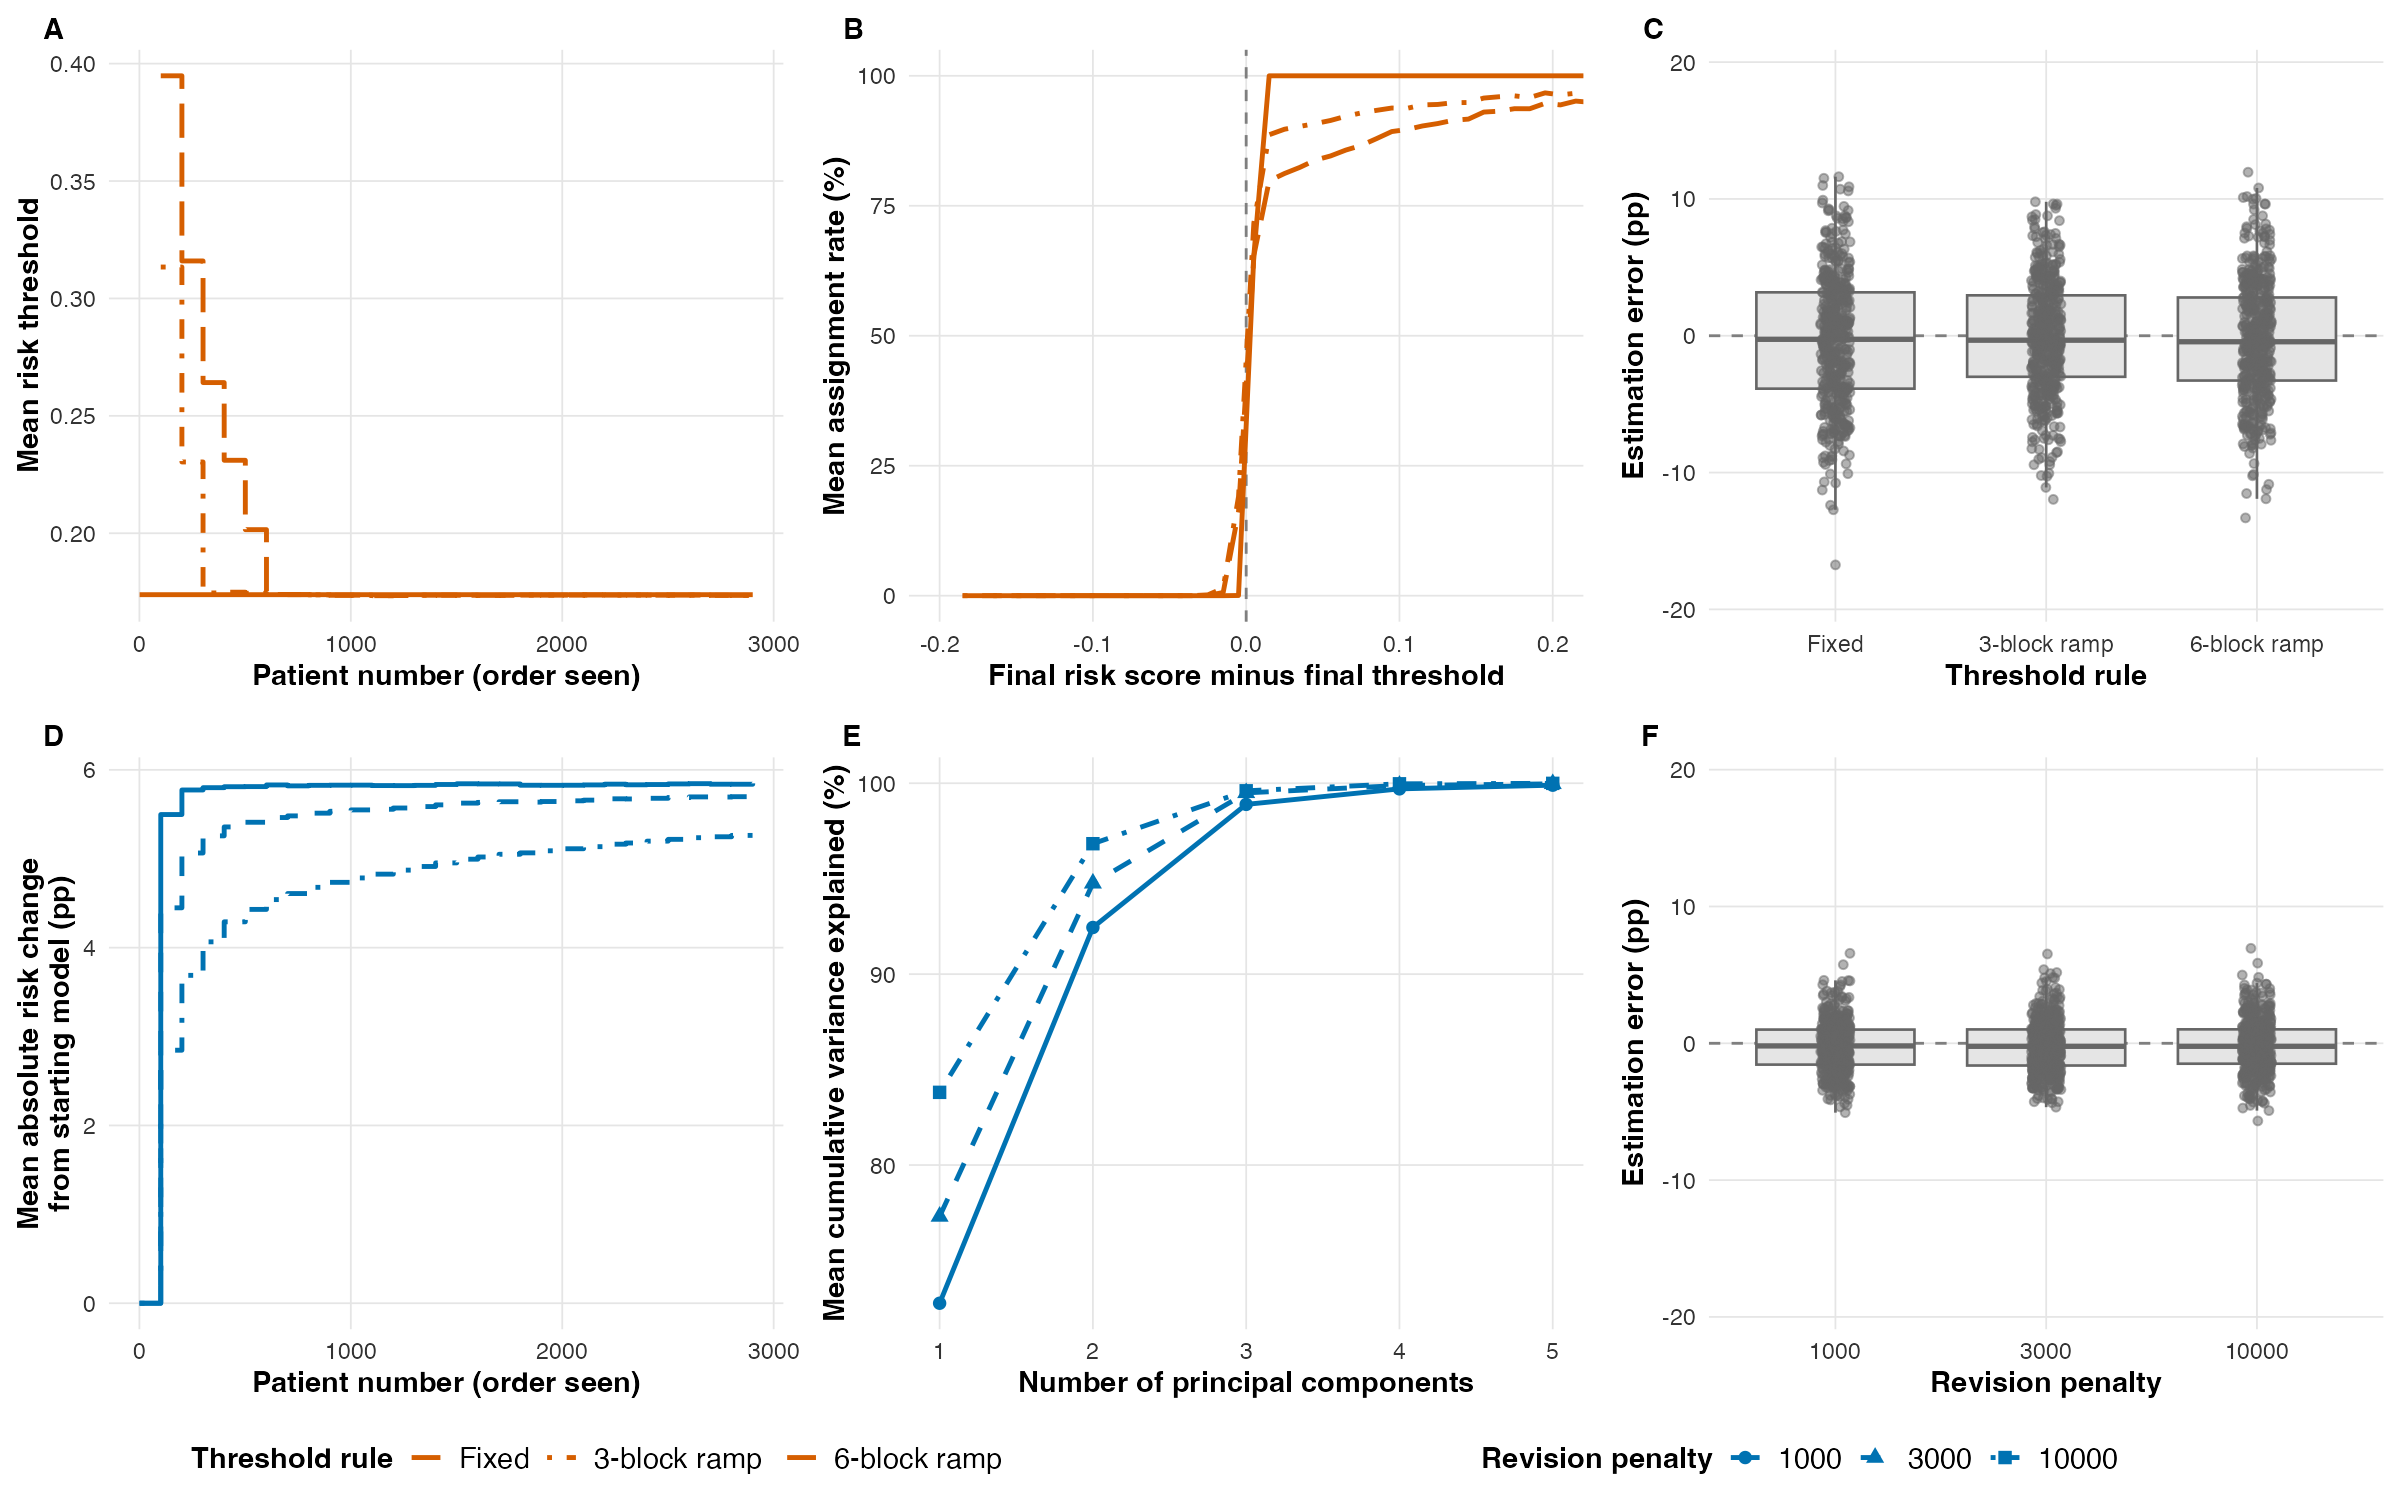 A
Mean risk threshold
0.40
0.35
0.30
0.25
0.20
0
1000
2000
3000
Patient number (order seen)
B
Mean assignment rate (%)
100
75
50
25
0
-0.2
-0.1
0.0
0.1
0.2
Final risk score minus final threshold
C
Estimation error (pp)
20
10
0
-10
-20
Fixed
3-block ramp
6-block ramp
Threshold rule
D
Mean absolute risk change
from starting model (pp)
6
4
2
0
0
1000
2000
3000
Patient number (order seen)
E
Mean cumulative variance explained (%)
100
90
80
1
2
3
4
5
Number of principal components
F
Estimation error (pp)
20
10
0
-10
-20
1000
3000
10000
Revision penalty
Threshold rule Fixed 3-block ramp 6-block ramp
Revision penalty 1000 3000 10000